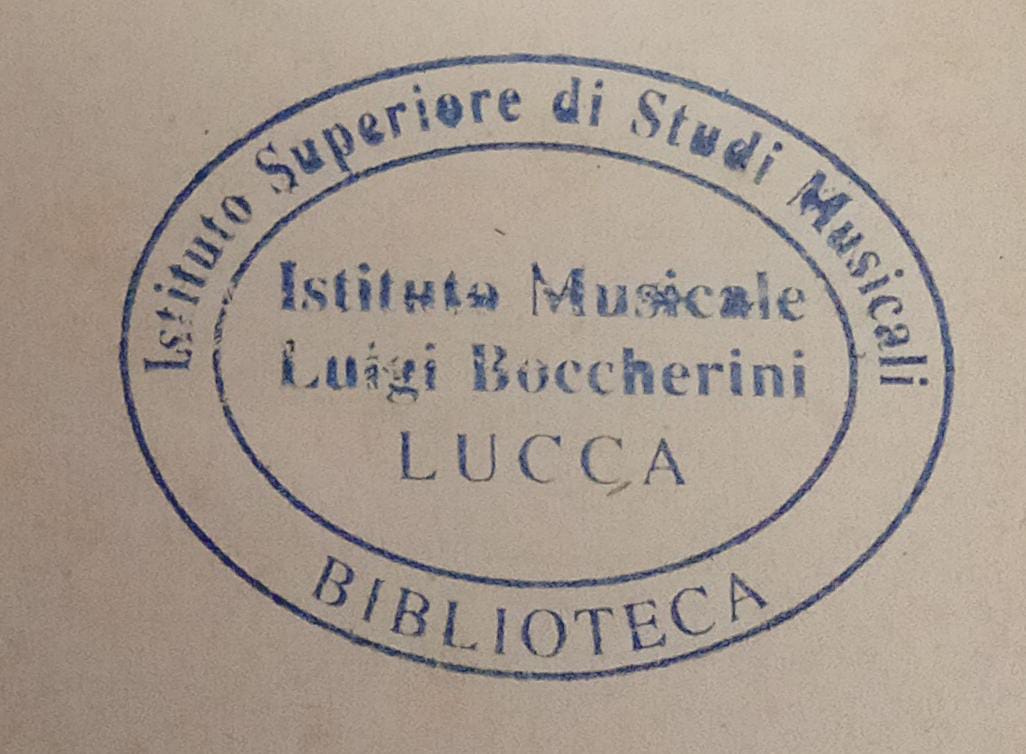 Istituto Superiore di Studi Musicali
Istituto Musicale
Luigi Boccherini
LUCCA
BIBLIOTECA